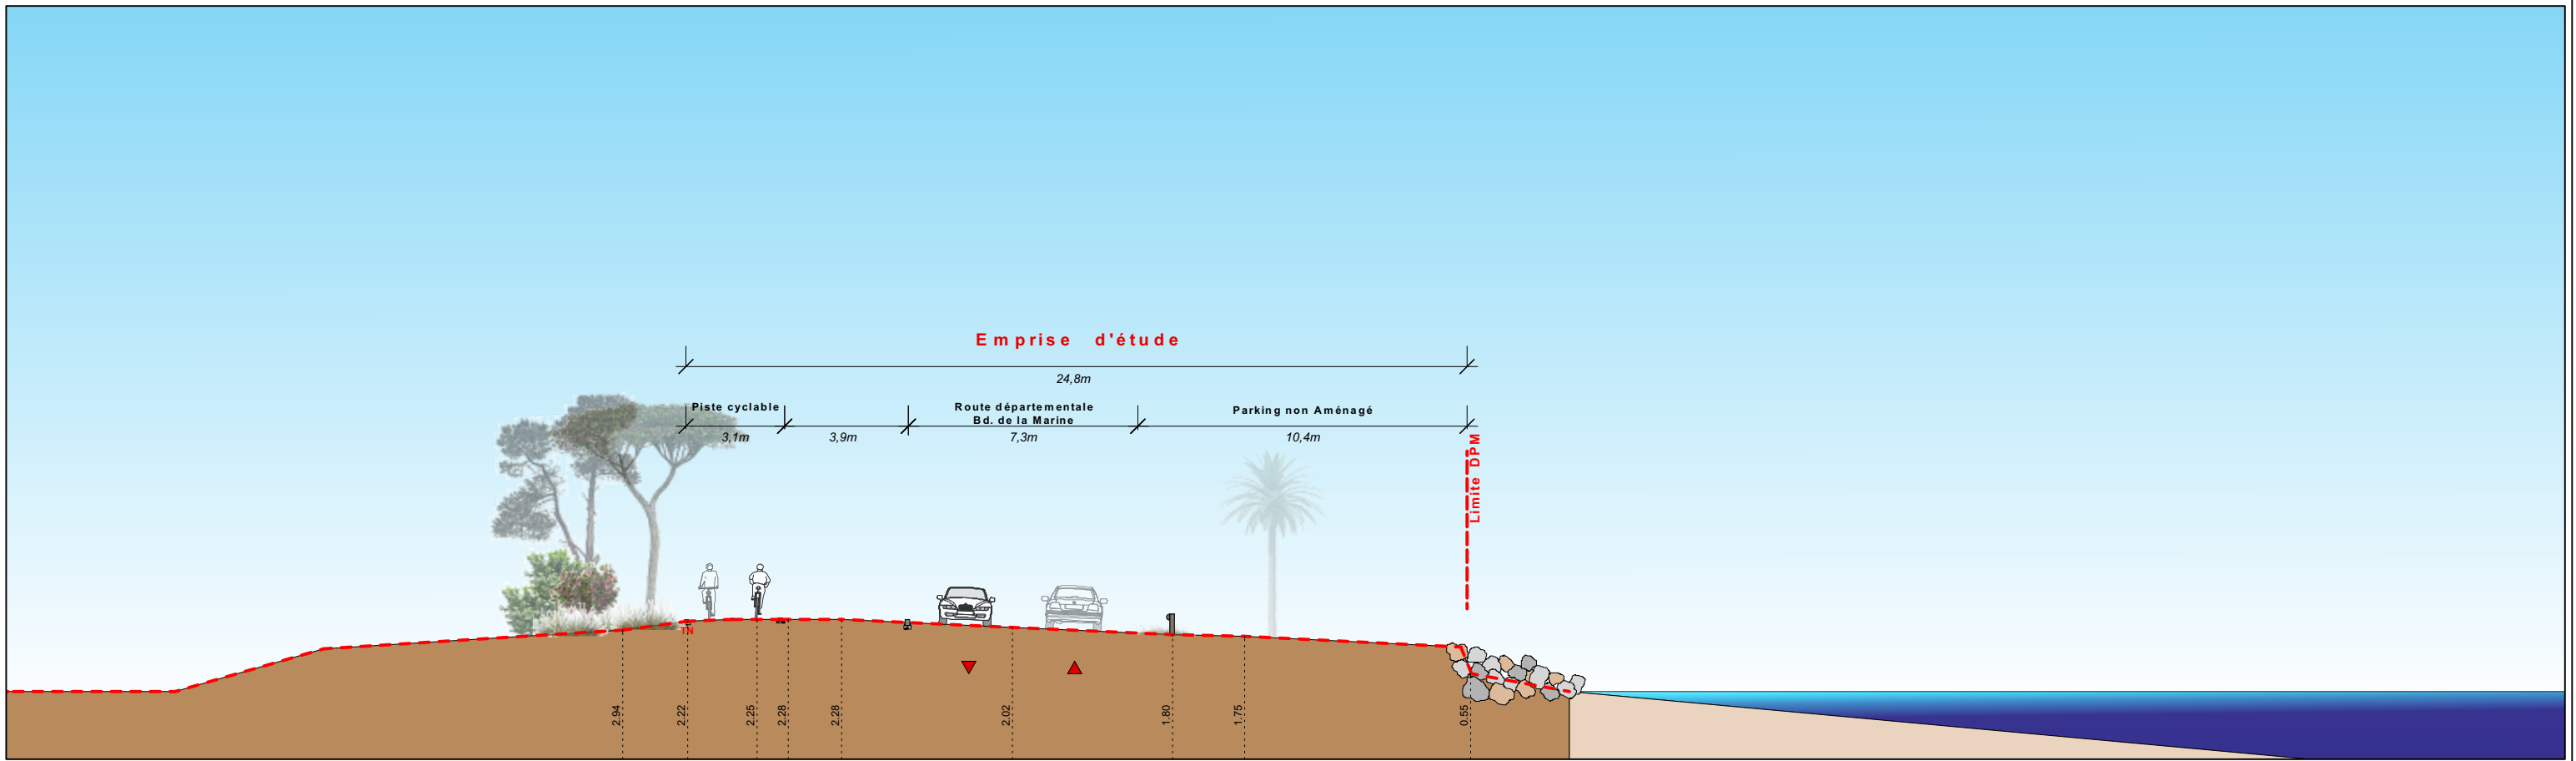 Emprise d'étude
24,8m
Piste cyclable
Route départementale
Bd. de la Marine
Parking non Aménagé
3,1m
3,9m
7,3m
10,4m
Limite DPM
TN
2.94
2.22
2.25
2.28
2.28
2.02
1.80
1.75
0.55